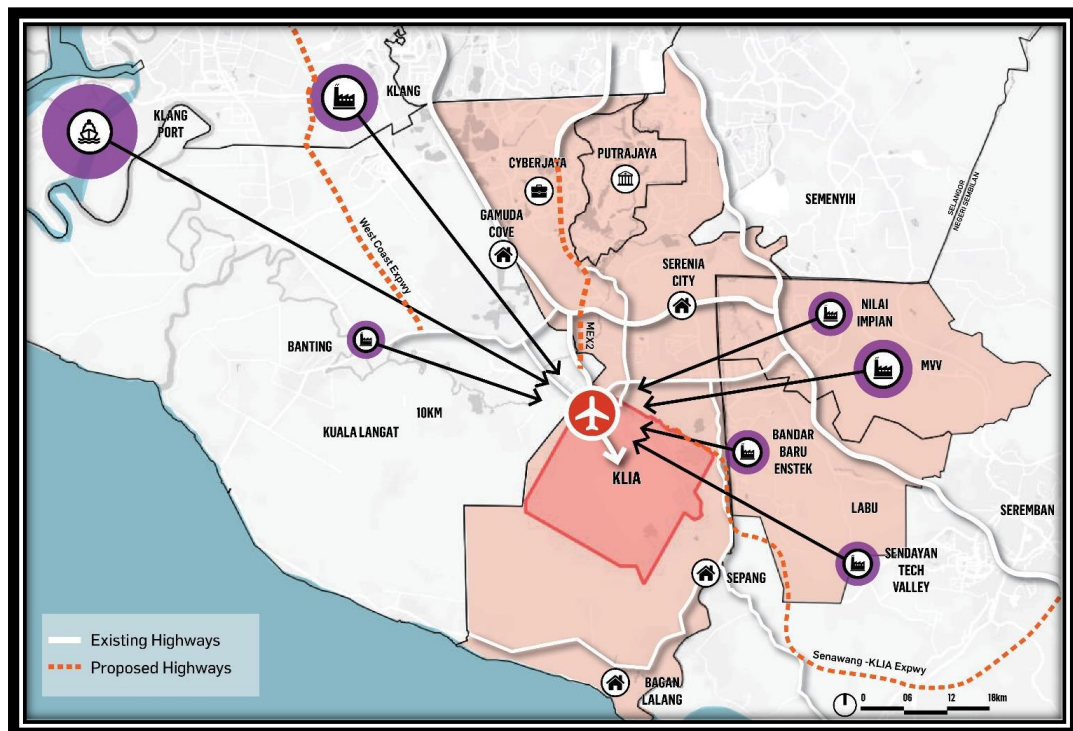 KLANG
PORT
KLANG
CYBERJAYA
PUTRAJAYA
GAMUDA
COVE
SEMENYIH
SELANGOR
NEGERI SEMBILAN
West Coast Expwy
SERENIA
CITY
NILAI
IMPIAN
MEX2
BANTING
MVV
10KM
KUALA LANGAT
BANDAR
BARU
ENSTEK
KLIA
LABU
SEREMBAN
SENDAYAN
TECH
VALLEY
SEPANG
Existing Highways
Proposed Highways
Senawang -KLIA Expwy
BAGAN
LALANG
0 06 12 18km